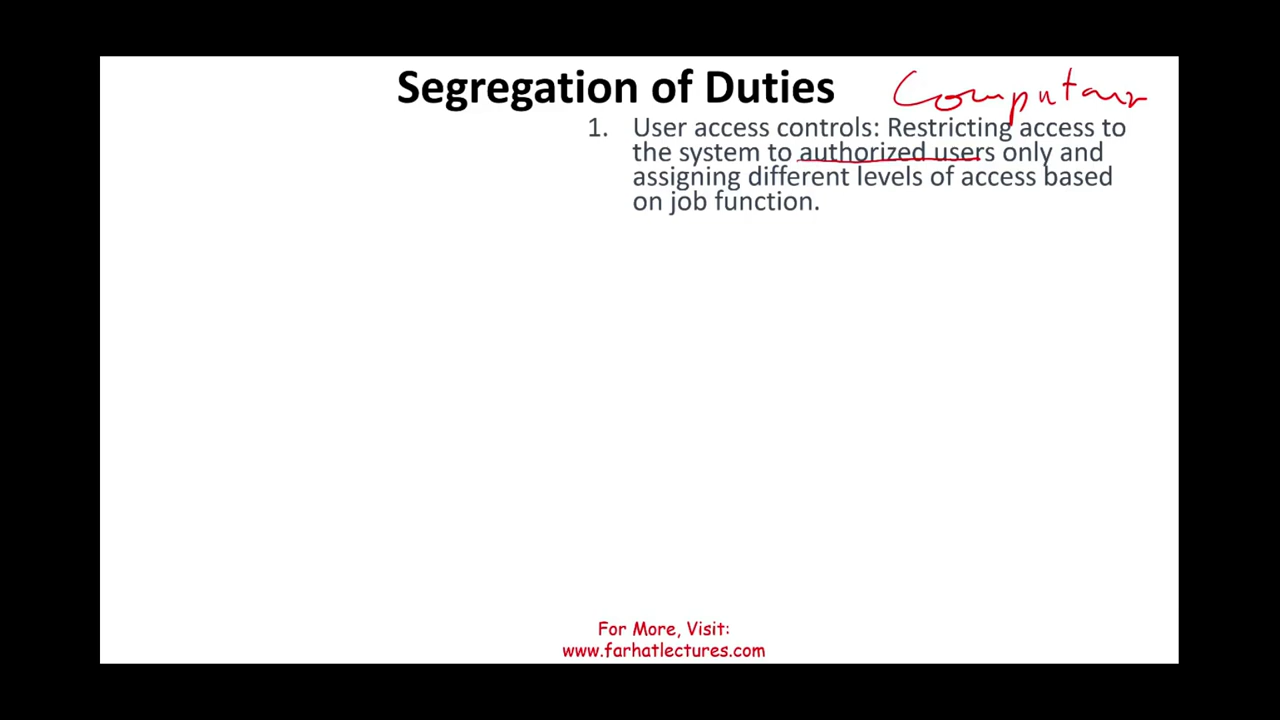 Segregation of Duties
1. User access controls: Restricting access to
the system to authorized users only and
assigning different levels of access based
on job function.
For More, Visit:
www.farhatlectures.com